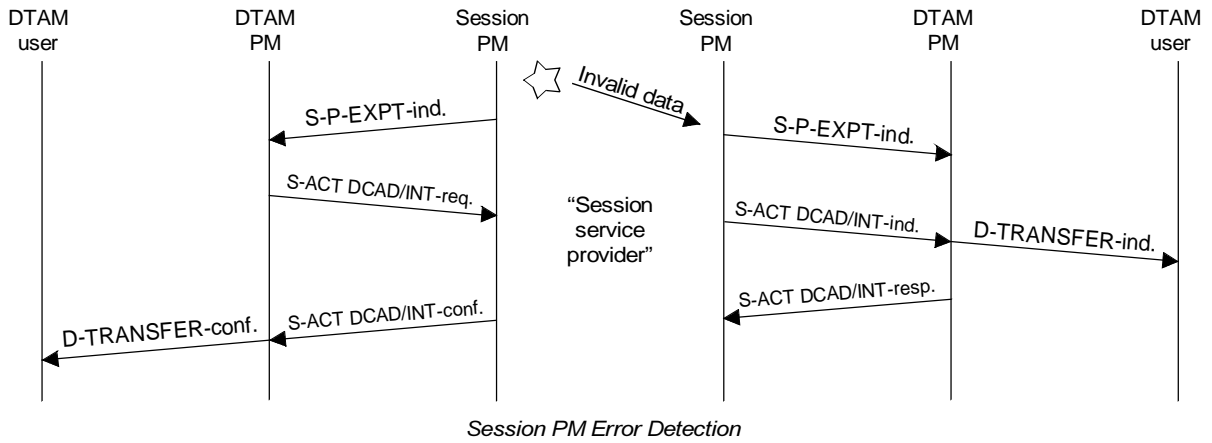 DTAM
user
DTAM
PM
Session
PM
Session
PM
DTAM
PM
DTAM
user
Invalid data
S-P-EXPT-ind.
S-P-EXPT-ind.
S-ACT DCAD/INT-req.
“Session
service
provider”
S-ACT DCAD/INT-ind.
D-TRANSFER-ind.
S-ACT DCAD/INT-resp.
D-TRANSFER-conf.
S-ACT DCAD/INT-conf.
Session PM Error Detection